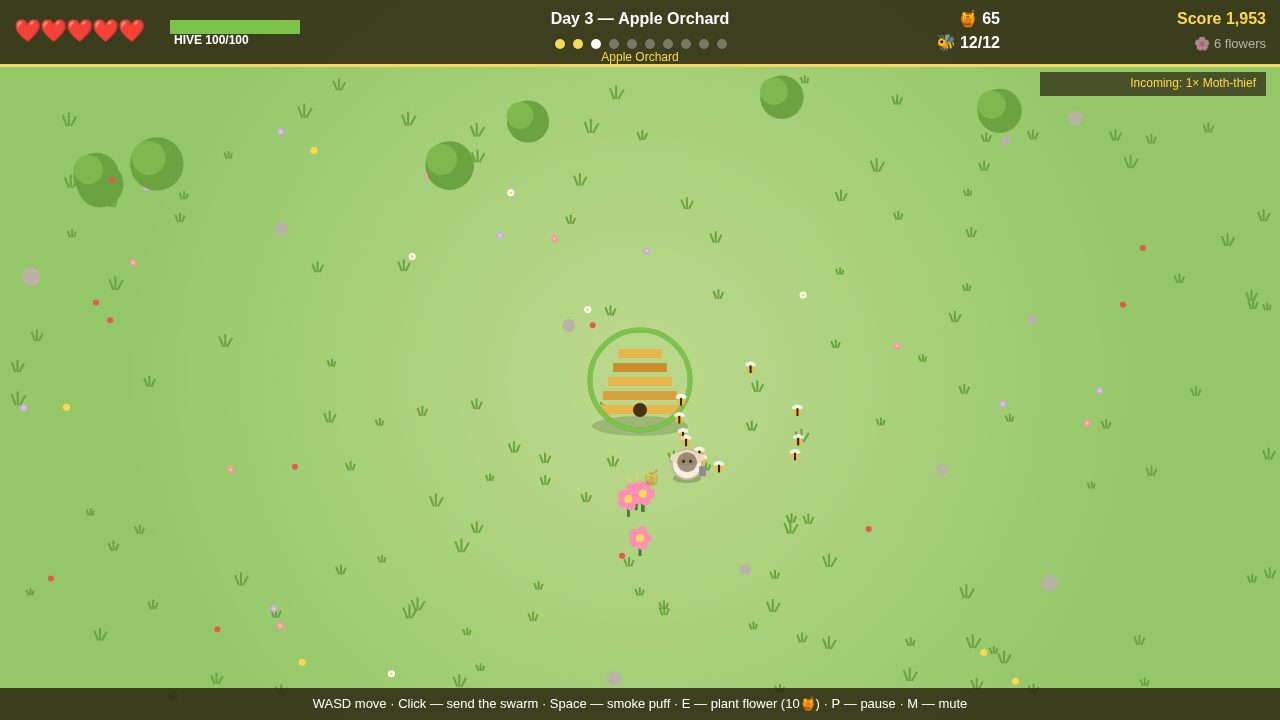 HIVE 100/100
Day 3 — Apple Orchard
Apple Orchard
65
12/12
Score 1,953
6 flowers
Incoming: 1× Moth-thief
WASD move · Click — send the swarm · Space — smoke puff · E — plant flower (10🍯) · P — pause · M — mute